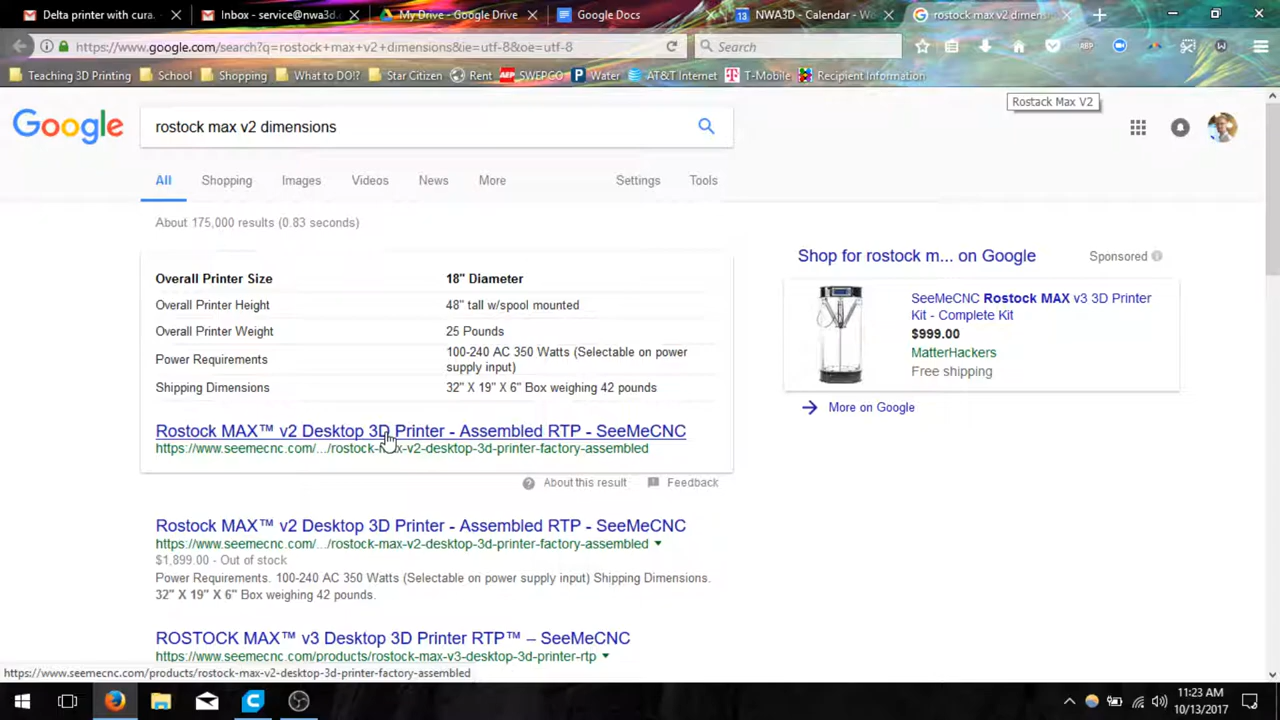 Delta printer with cura.
Inbox - service@nwa3d.
My Drive - Google Drive
Google Docs
NWA3D - Calendar - We
rostock max v2 dimensi
https://www.google.com/search?q=rostock+max+v2+dimensions&ie=utf-8&oe=utf-8
Search
ABP
Teaching 3D Printing
School
Shopping
What to DO!?
Star Citizen
Rent
AEP SWEPCO
Water
AT&T Internet
T-Mobile
Recipient Information
Rostack Max V2
Google
rostock max v2 dimensions
All
Shopping
Images
Videos
News
More
Settings
Tools
About 175,000 results (0.83 seconds)
Overall Printer Size 18" Diameter
Overall Printer Height 48" tall w/spool mounted
Overall Printer Weight 25 Pounds
Power Requirements 100-240 AC 350 Watts (Selectable on power
supply input)
Shipping Dimensions 32" X 19" X 6" Box weighing 42 pounds
Rostock MAX™ v2 Desktop 3D Printer - Assembled RTP - SeeMeCNC
https://www.seemecnc.com/.../rostock-max-v2-desktop-3d-printer-factory-assembled
About this result
Feedback
Shop for rostock m... on Google
Sponsored
SeeMeCNC Rostock MAX v3 3D Printer
Kit - Complete Kit
$999.00
MatterHackers
Free shipping
More on Google
Rostock MAX™ v2 Desktop 3D Printer - Assembled RTP - SeeMeCNC
https://www.seemecnc.com/.../rostock-max-v2-desktop-3d-printer-factory-assembled
$1,899.00 - Out of stock
Power Requirements. 100-240 AC 350 Watts (Selectable on power supply input) Shipping Dimensions.
32" X 19" X 6" Box weighing 42 pounds.
ROSTOCK MAX™ v3 Desktop 3D Printer RTP™ – SeeMeCNC
https://www.seemecnc.com/products/rostock-max-v3-desktop-3d-printer-rtp
https://www.seemecnc.com/products/rostock-max-v2-desktop-3d-printer-factory-assembled
11:23 AM
10/13/2017